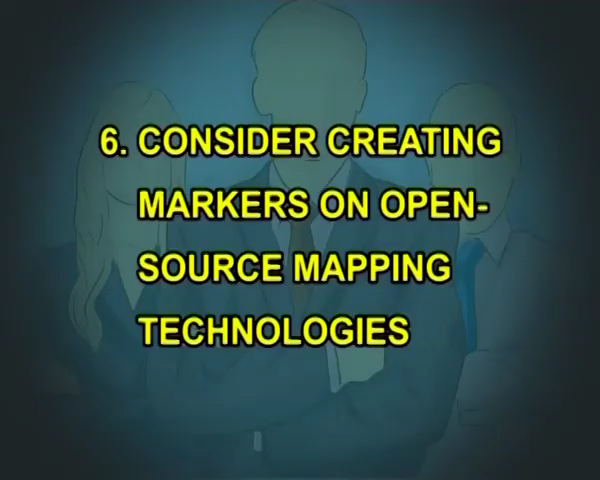 6. CONSIDER CREATING
MARKERS ON OPEN-
SOURCE MAPPING
TECHNOLOGIES